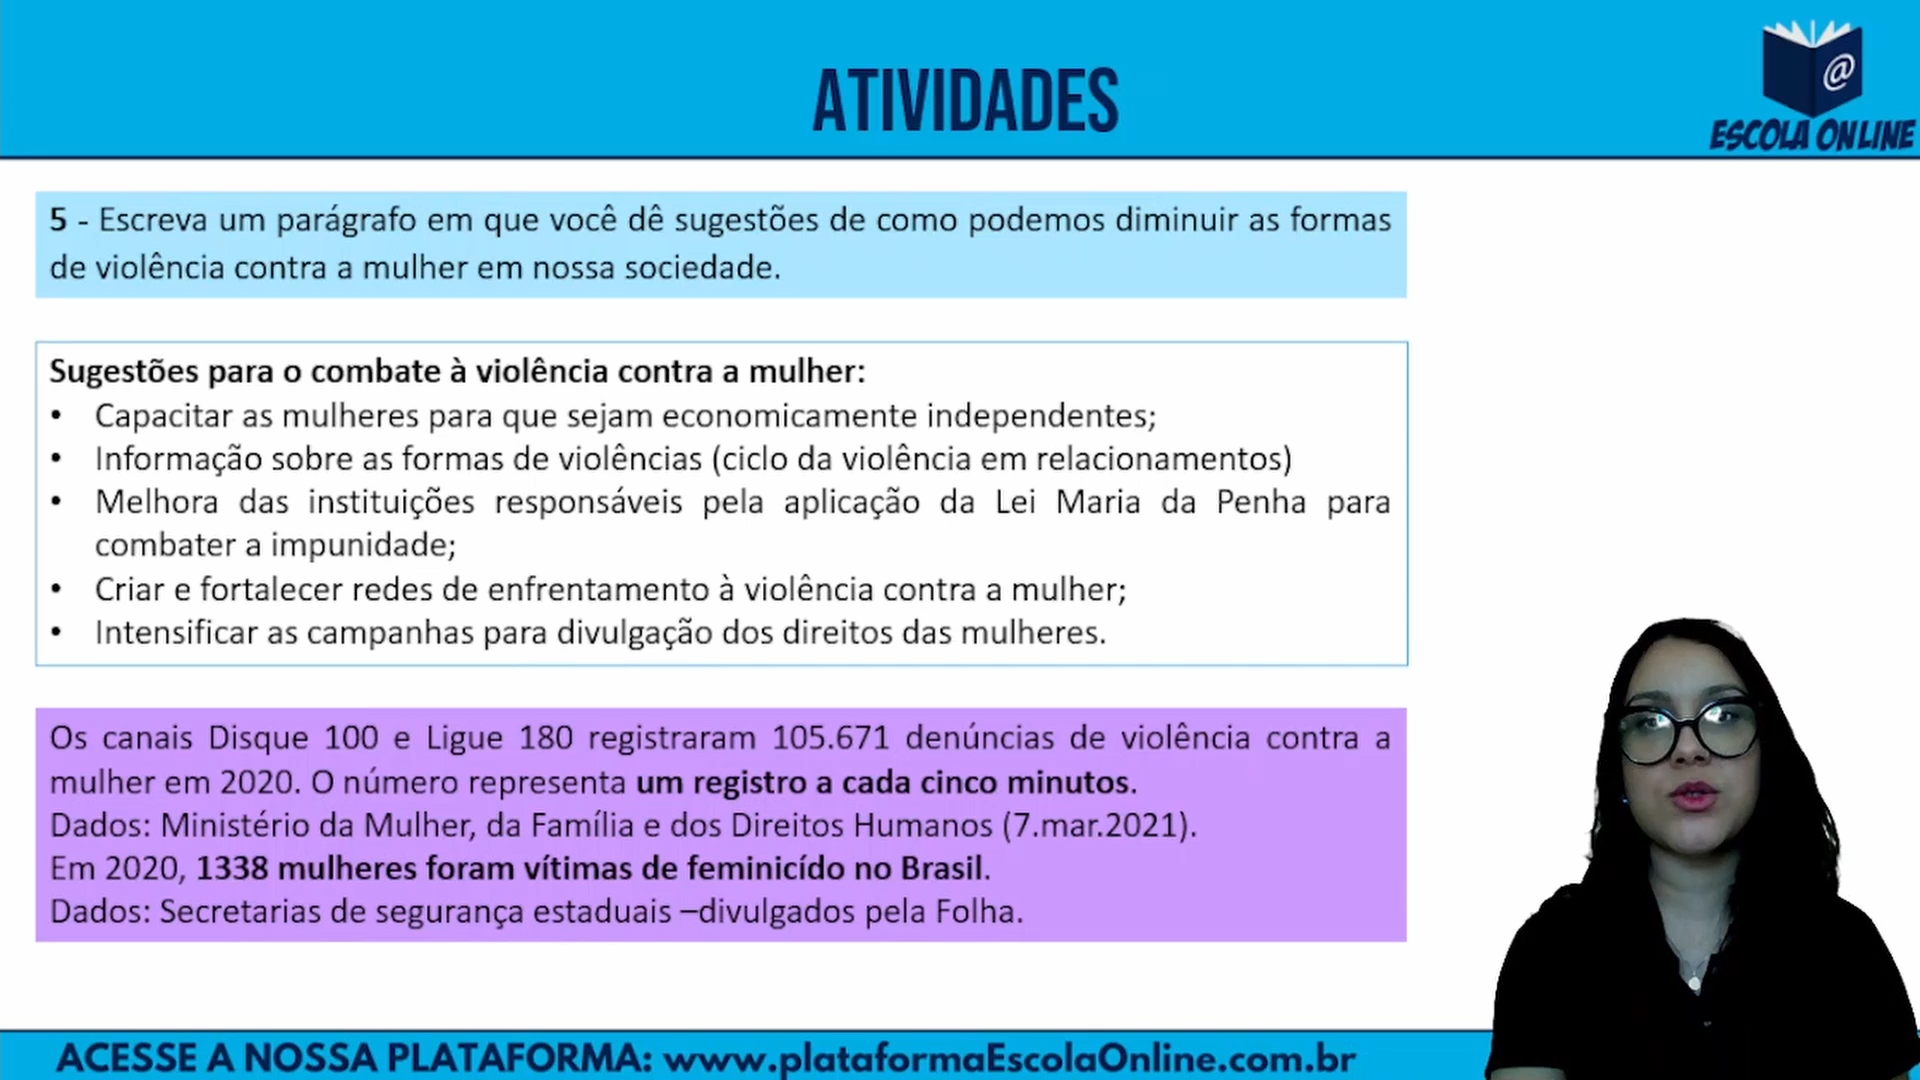 ATIVIDADES
@
ESCOLA ONLINE
5 - Escreva um parágrafo em que você dê sugestões de como podemos diminuir as formas
de violência contra a mulher em nossa sociedade.
Sugestões para o combate à violência contra a mulher:
• Capacitar as mulheres para que sejam economicamente independentes;
• Informação sobre as formas de violências (ciclo da violência em relacionamentos)
• Melhora das instituições responsáveis pela aplicação da Lei Maria da Penha para
combater a impunidade;
• Criar e fortalecer redes de enfrentamento à violência contra a mulher;
• Intensificar as campanhas para divulgação dos direitos das mulheres.
Os canais Disque 100 e Ligue 180 registraram 105.671 denúncias de violência contra a
mulher em 2020. O número representa um registro a cada cinco minutos.
Dados: Ministério da Mulher, da Família e dos Direitos Humanos (7.mar.2021).
Em 2020, 1338 mulheres foram vítimas de feminicído no Brasil.
Dados: Secretarias de segurança estaduais –divulgados pela Folha.
ACESSE A NOSSA PLATAFORMA: www.plataformaEscolaOnline.com.br